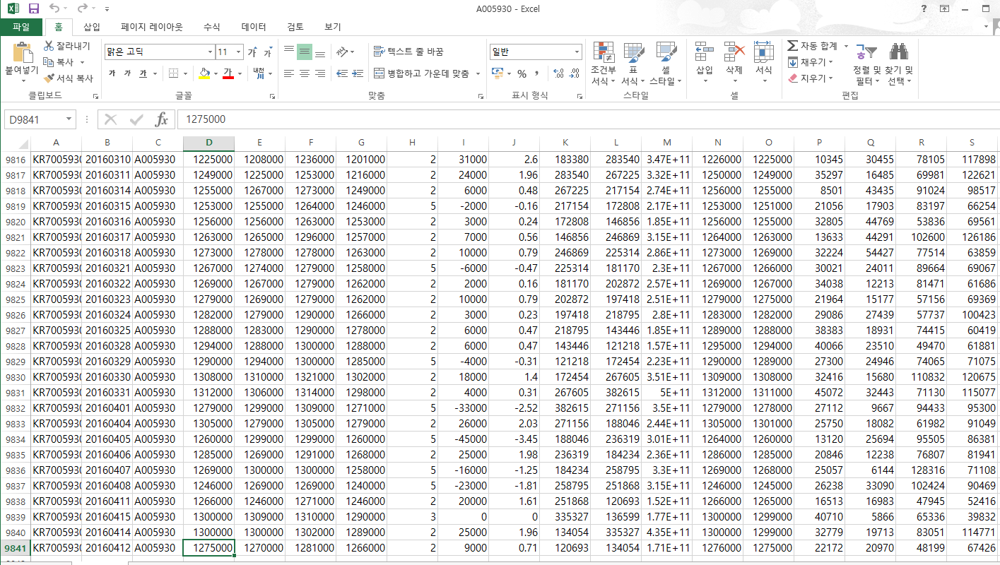 A005930 - Excel
파일 홈 삽입 페이지 레이아웃 수식 데이터 검토 보기
붙여넣기 잘라내기 복사 서식 복사 클립보드
맑은 고딕 11 가 가 가 가 가 가 내천 글꼴
텍스트 줄 바꿈 병합하고 가운데 맞춤 맞춤
일반 % , 표시 형식
조건부 서식 표 서식 셀 스타일 스타일
삽입 삭제 서식 셀
자동 합계 채우기 지우기 정렬 및 필터 찾기 및 선택 편집
D9841 fx 1275000
A B C D E F G H I J K L M N O P Q R S
9816 KR700593 20160310 A005930 1225000 1208000 1236000 1201000 2 31000 2.6 183380 283540 3.47E+11 1226000 1225000 10345 30455 78105 117898
9817 KR700593 20160311 A005930 1249000 1225000 1253000 1216000 2 24000 1.96 283540 267225 3.32E+11 1250000 1249000 35297 16485 69981 122621
9818 KR700593 20160314 A005930 1255000 1267000 1273000 1249000 2 6000 0.48 267225 217154 2.74E+11 1256000 1255000 8501 43435 91024 98517
9819 KR700593 20160315 A005930 1253000 1255000 1264000 1246000 5 -2000 -0.16 217154 172808 2.17E+11 1253000 1251000 21056 17903 83197 66254
9820 KR700593 20160316 A005930 1256000 1256000 1263000 1253000 2 3000 0.24 172808 146856 1.85E+11 1256000 1255000 32805 44769 53836 69561
9821 KR700593 20160317 A005930 1263000 1265000 1296000 1257000 2 7000 0.56 146856 246869 3.15E+11 1264000 1263000 13633 44291 102600 126186
9822 KR700593 20160318 A005930 1273000 1278000 1278000 1263000 2 10000 0.79 246869 225314 2.86E+11 1273000 1269000 32224 54427 77514 63859
9823 KR700593 20160321 A005930 1267000 1274000 1279000 1258000 5 -6000 -0.47 225314 181170 2.3E+11 1267000 1266000 30021 24011 89664 69067
9824 KR700593 20160322 A005930 1269000 1267000 1279000 1262000 2 2000 0.16 181170 202872 2.57E+11 1269000 1267000 34038 12213 81471 61686
9825 KR700593 20160323 A005930 1279000 1269000 1279000 1262000 2 10000 0.79 202872 197418 2.51E+11 1279000 1275000 21964 15177 57156 69369
9826 KR700593 20160324 A005930 1282000 1279000 1290000 1266000 2 3000 0.23 197418 218795 2.8E+11 1283000 1282000 29086 27439 57737 100423
9827 KR700593 20160325 A005930 1288000 1283000 1290000 1278000 2 6000 0.47 218795 143446 1.85E+11 1289000 1288000 38383 18931 74415 60419
9828 KR700593 20160328 A005930 1294000 1288000 1300000 1288000 2 6000 0.47 143446 121218 1.57E+11 1295000 1294000 40066 23510 49470 61881
9829 KR700593 20160329 A005930 1290000 1294000 1300000 1285000 5 -4000 -0.31 121218 172454 2.23E+11 1290000 1289000 27300 24946 74065 71075
9830 KR700593 20160330 A005930 1308000 1310000 1321000 1302000 2 18000 1.4 172454 267605 3.51E+11 1309000 1308000 32416 15680 110832 120675
9831 KR700593 20160331 A005930 1312000 1306000 1314000 1298000 2 4000 0.31 267605 382615 5E+11 1312000 1311000 45072 32443 71130 115077
9832 KR700593 20160401 A005930 1279000 1299000 1309000 1271000 5 -33000 -2.52 382615 271156 3.5E+11 1279000 1278000 27112 9667 94433 95300
9833 KR700593 20160404 A005930 1305000 1279000 1305000 1279000 2 26000 2.03 271156 188046 2.44E+11 1305000 1301000 25750 18082 61982 91049
9834 KR700593 20160405 A005930 1260000 1299000 1299000 1260000 5 -45000 -3.45 188046 236319 3.01E+11 1264000 1260000 13120 25694 95505 86381
9835 KR700593 20160406 A005930 1285000 1269000 1291000 1268000 2 25000 1.98 236319 184234 2.36E+11 1286000 1285000 20846 12238 76807 81941
9836 KR700593 20160407 A005930 1269000 1300000 1300000 1258000 5 -16000 -1.25 184234 258795 3.3E+11 1269000 1268000 25057 6144 128316 71108
9837 KR700593 20160408 A005930 1246000 1269000 1269000 1240000 5 -23000 -1.81 258795 251868 3.15E+11 1246000 1245000 26238 33090 102424 90469
9838 KR700593 20160411 A005930 1266000 1246000 1271000 1246000 2 20000 1.61 251868 120693 1.52E+11 1266000 1265000 16513 16983 47945 52416
9839 KR700593 20160415 A005930 1300000 1309000 1310000 1290000 3 0 0 335327 136599 1.77E+11 1300000 1299000 40710 5866 65336 39832
9840 KR700593 20160414 A005930 1300000 1300000 1302000 1289000 2 25000 1.96 134054 335327 4.35E+11 1300000 1299000 32779 19713 83051 114771
9841 KR700593 20160412 A005930 1275000 1270000 1281000 1266000 2 9000 0.71 120693 134054 1.71E+11 1276000 1275000 22172 20970 48199 67426